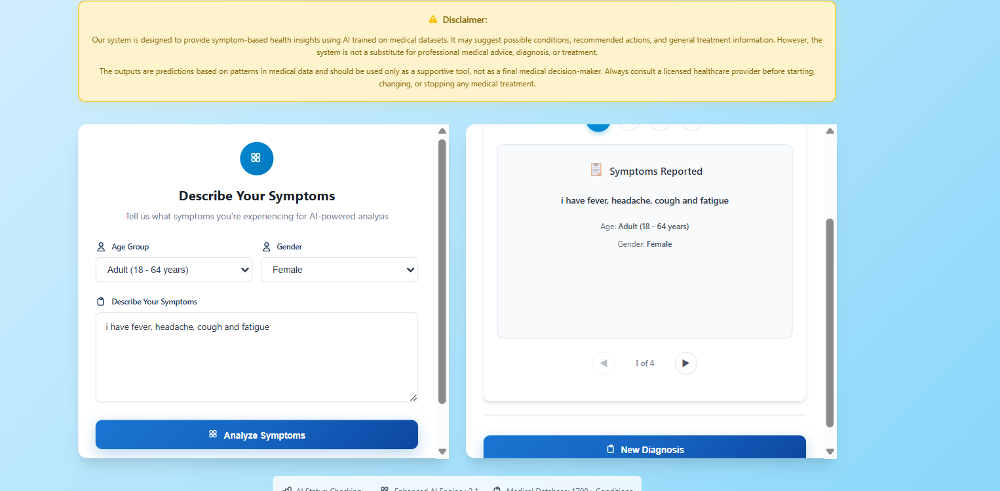 Disclaimer:
Our system is designed to provide symptom-based health insights using AI trained on medical datasets. It may suggest possible conditions, recommended actions, and general treatment information. However, the
system is not a substitute for professional medical advice, diagnosis, or treatment.
The outputs are predictions based on patterns in medical data and should be used only as a supportive tool, not as a final medical decision-maker. Always consult a licensed healthcare provider before starting,
changing, or stopping any medical treatment.
Describe Your Symptoms
Tell us what symptoms you're experiencing for AI-powered analysis
Age Group
Gender
Adult (18 - 64 years)
Female
Describe Your Symptoms
i have fever, headache, cough and fatigue
Analyze Symptoms
Symptoms Reported
i have fever, headache, cough and fatigue
Age: Adult (18 - 64 years)
Gender: Female
1 of 4
New Diagnosis
AI Status: Checking
Enhanced AI Engine
Medical Database: 1700+ Conditions